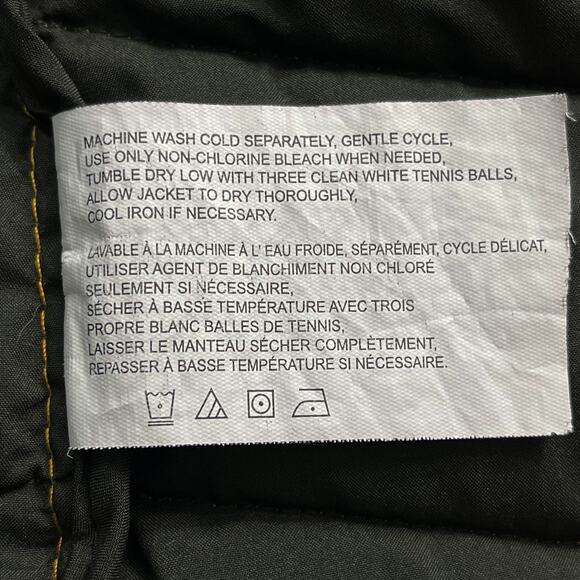 MACHINE WASH COLD SEPARATELY, GENTLE CYCLE,
USE ONLY NON-CHLORINE BLEACH WHEN NEEDED,
TUMBLE DRY LOW WITH THREE CLEAN WHITE TENNIS BALLS,
ALLOW JACKET TO DRY THOROUGHLY,
COOL IRON IF NECESSARY.
LAVABLE À LA MACHINE À L' EAU FROIDE, SÉPARÉMENT, CYCLE DÉLICAT,
UTILISER AGENT DE BLANCHIMENT NON CHLORÉ
SEULEMENT SI NÉCESSAIRE,
SÉCHER À BASSE TEMPÉRATURE AVEC TROIS
PROPRE BLANC BALLES DE TENNIS,
LAISSER LE MANTEAU SÉCHER COMPLÈTEMENT,
REPASSER À BASSE TEMPÉRATURE SI NÉCESSAIRE.